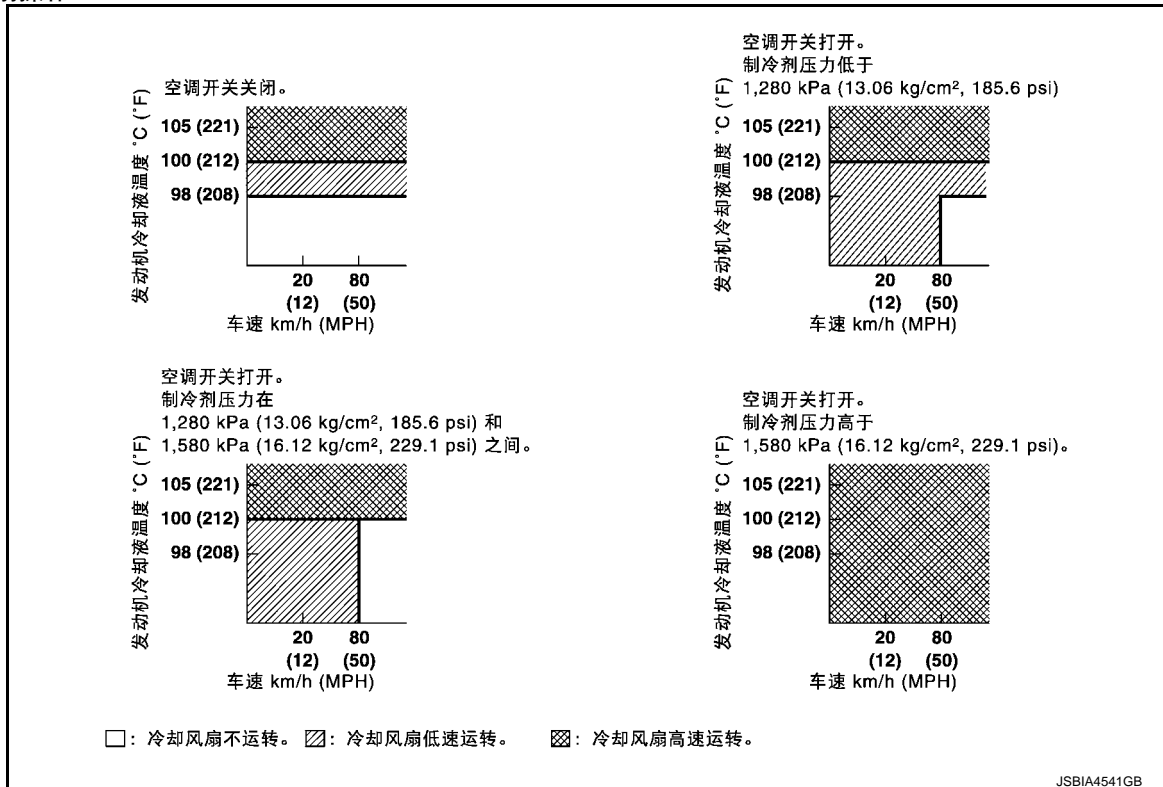 空调开关关闭。
发动机冷却液温度 °C (°F)
105 (221)
100 (212)
98 (208)
20 80
(12) (50)
车速 km/h (MPH)
空调开关打开。
制冷剂压力低于
1,280 kPa (13.06 kg/cm², 185.6 psi)
发动机冷却液温度 °C (°F)
105 (221)
100 (212)
98 (208)
20 80
(12) (50)
车速 km/h (MPH)
空调开关打开。
制冷剂压力在
1,280 kPa (13.06 kg/cm², 185.6 psi) 和
1,580 kPa (16.12 kg/cm², 229.1 psi) 之间。
发动机冷却液温度 °C (°F)
105 (221)
100 (212)
98 (208)
20 80
(12) (50)
车速 km/h (MPH)
空调开关打开。
制冷剂压力高于
1,580 kPa (16.12 kg/cm², 229.1 psi)。
发动机冷却液温度 °C (°F)
105 (221)
100 (212)
98 (208)
20 80
(12) (50)
车速 km/h (MPH)
: 冷却风扇不运转。 : 冷却风扇低速运转。 : 冷却风扇高速运转。
JSBIA4541GB